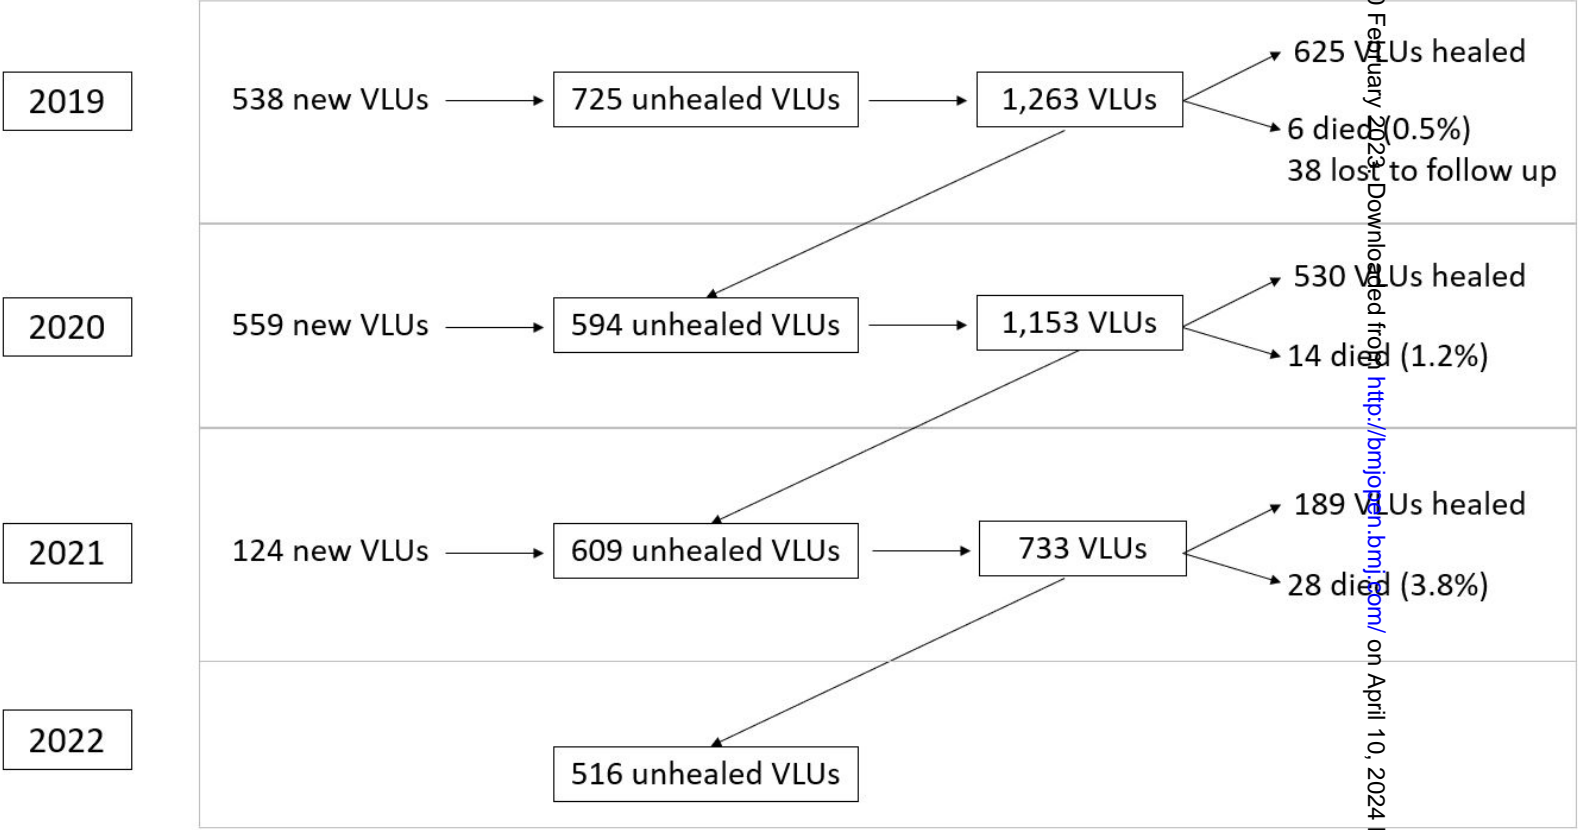 2019
538 new VLUs
725 unhealed VLUs
1,263 VLUs
625 VLUs healed
6 died (0.5%)
38 lost to follow up
2020
559 new VLUs
594 unhealed VLUs
1,153 VLUs
530 VLUs healed
14 died (1.2%)
2021
124 new VLUs
609 unhealed VLUs
733 VLUs
189 VLUs healed
28 died (3.8%)
2022
516 unhealed VLUs
February 2023. Downloaded from http://bmjopen.bmj.com/ on April 10, 2024